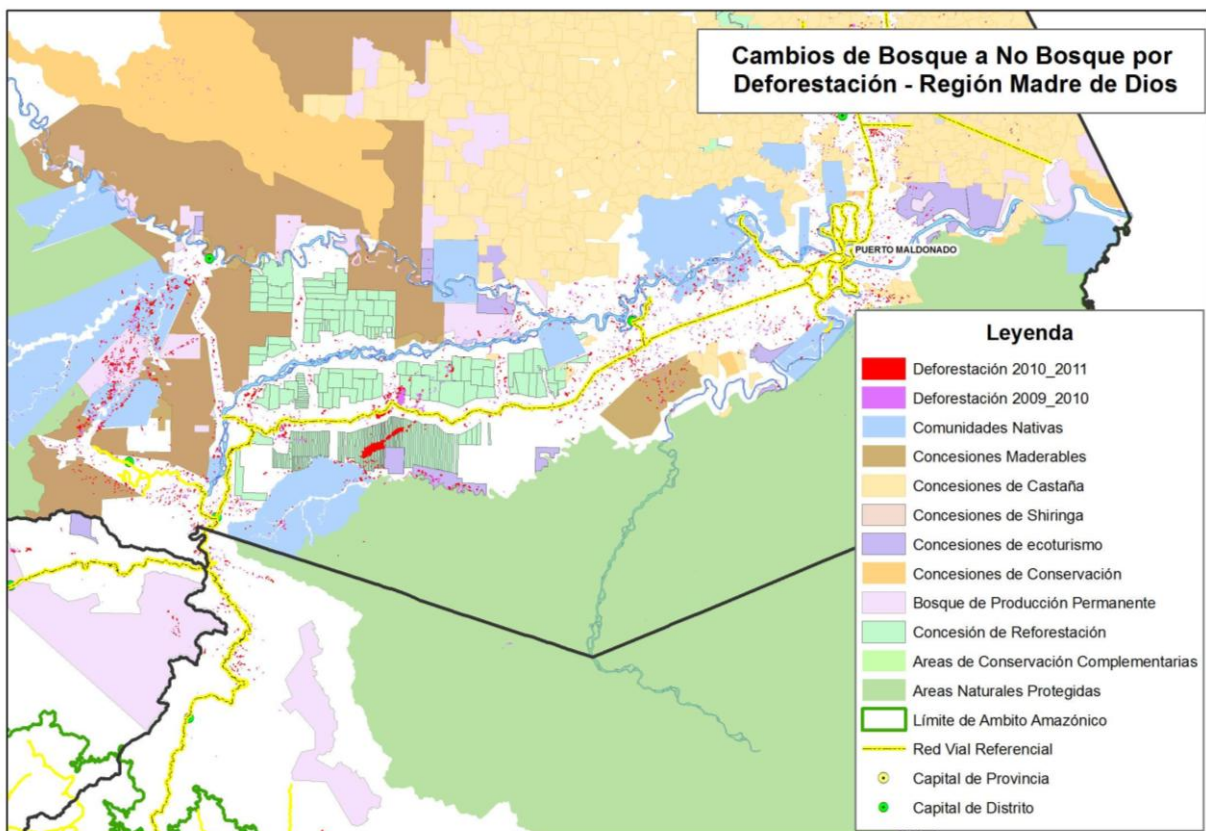 Cambios de Bosque a No Bosque por
Deforestación - Región Madre de Dios
PUERTO MALDONADO
Leyenda
Deforestación 2010_2011
Deforestación 2009_2010
Comunidades Nativas
Concesiones Maderables
Concesiones de Castaña
Concesiones de Shiringa
Concesiones de ecoturismo
Concesiones de Conservación
Bosque de Producción Permanente
Concesión de Reforestación
Areas de Conservación Complementarias
Areas Naturales Protegidas
Límite de Ambito Amazónico
Red Vial Referencial
Capital de Provincia
Capital de Distrito